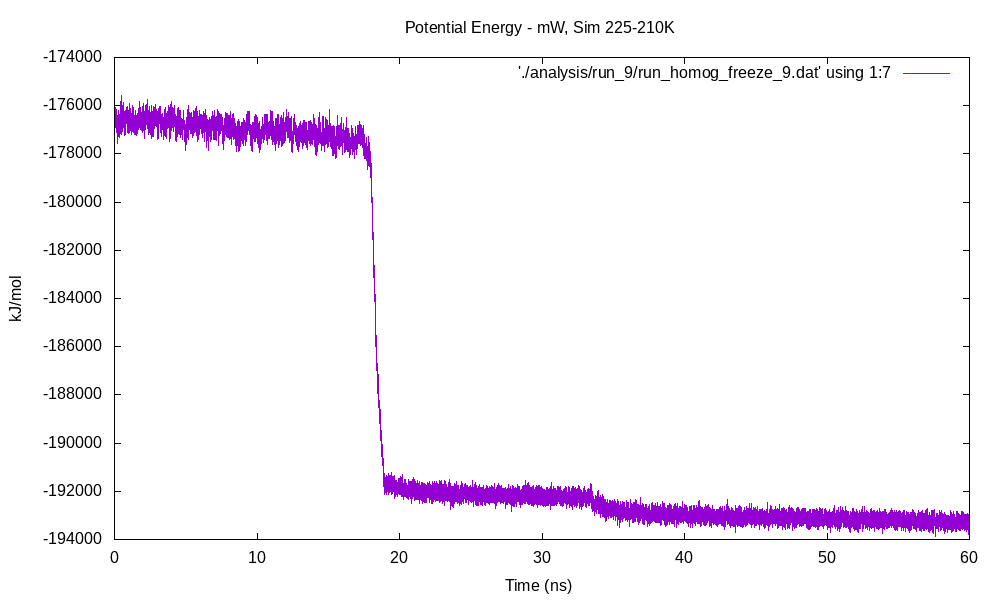 Potential Energy - mW, Sim 225-210K
'./analysis/run_9/run_homog_freeze_9.dat' using 1:7
-174000
-176000
-178000
-180000
-182000
-184000
-186000
-188000
-190000
-192000
-194000
kJ/mol
0 10 20 30 40 50 60
Time (ns)